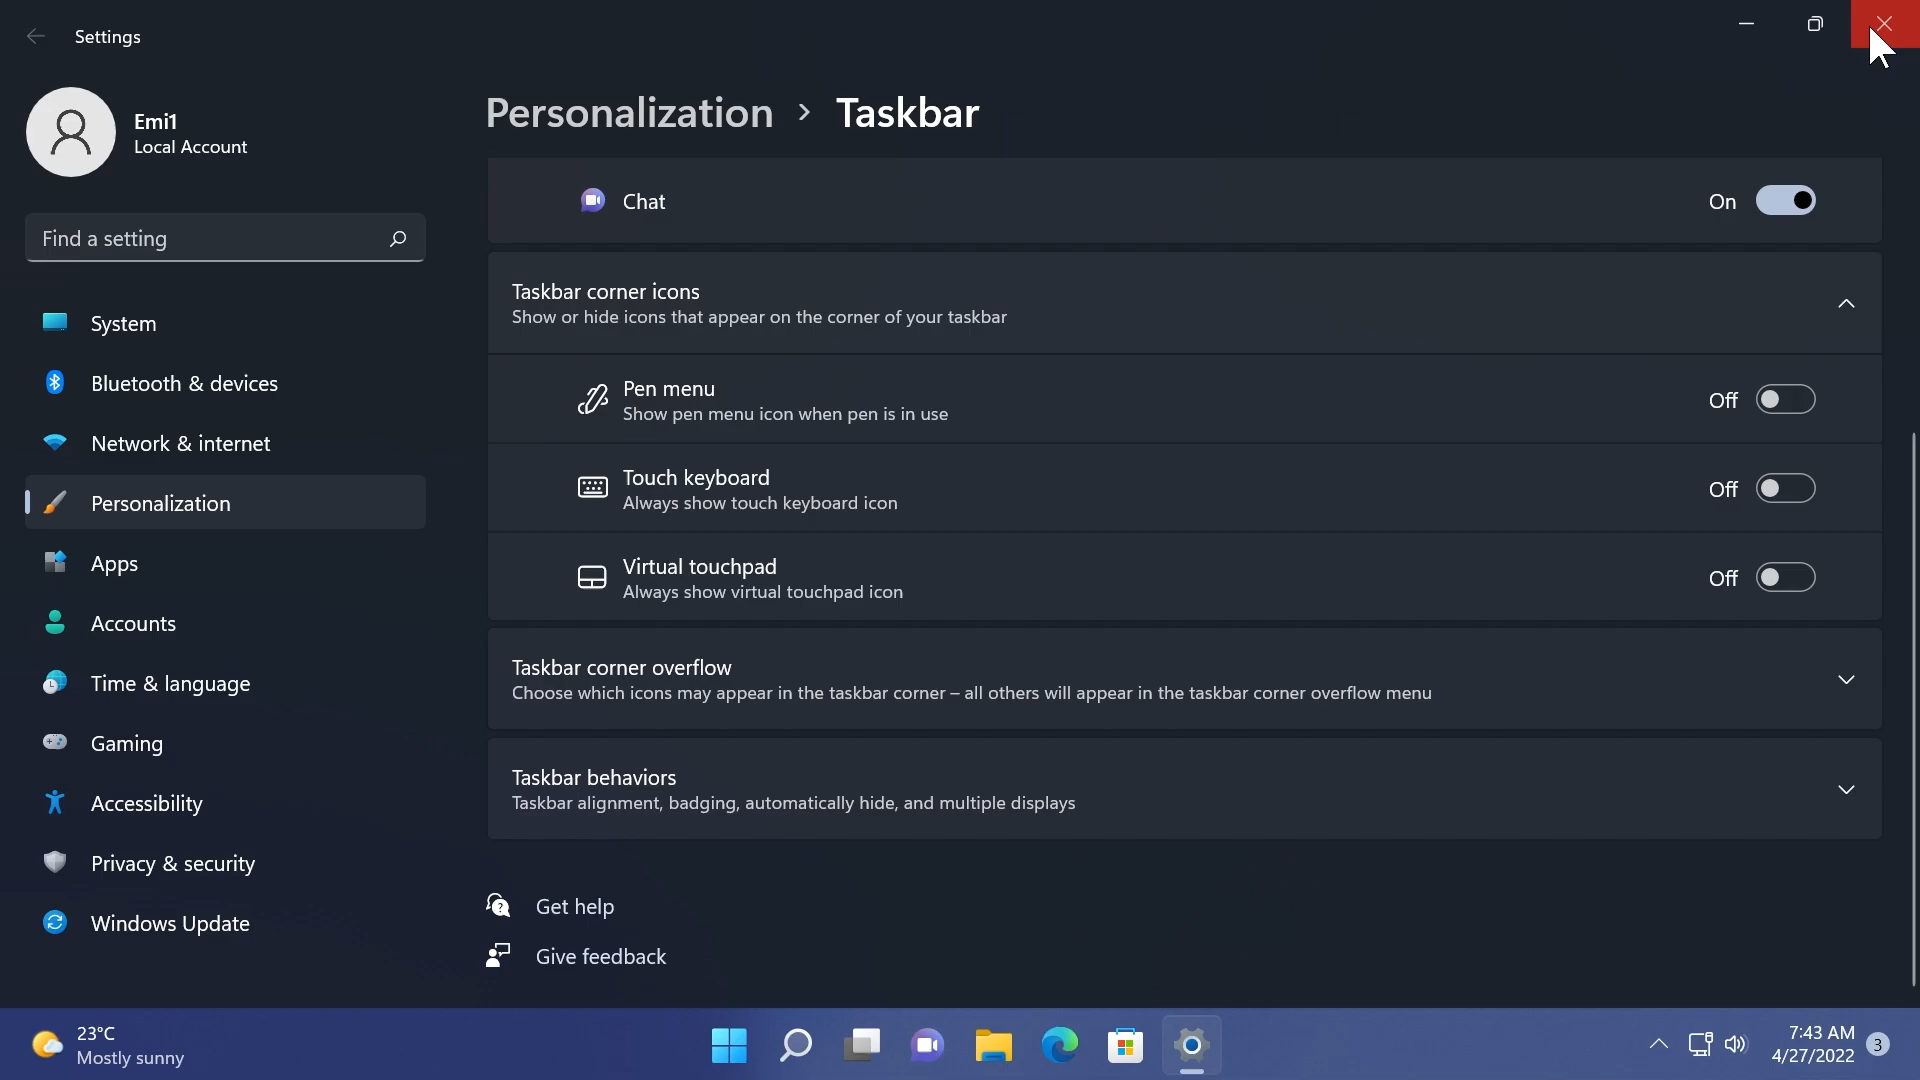 Settings
Emi1
Local Account
Find a setting
System
Bluetooth & devices
Network & internet
Personalization
Apps
Accounts
Time & language
Gaming
Accessibility
Privacy & security
Windows Update
Personalization > Taskbar
Chat On
Taskbar corner icons
Show or hide icons that appear on the corner of your taskbar
Pen menu
Show pen menu icon when pen is in use
Off
Touch keyboard
Always show touch keyboard icon
Off
Virtual touchpad
Always show virtual touchpad icon
Off
Taskbar corner overflow
Choose which icons may appear in the taskbar corner – all others will appear in the taskbar corner overflow menu
Taskbar behaviors
Taskbar alignment, badging, automatically hide, and multiple displays
Get help
Give feedback
23°C
Mostly sunny
7:43 AM
4/27/2022
3